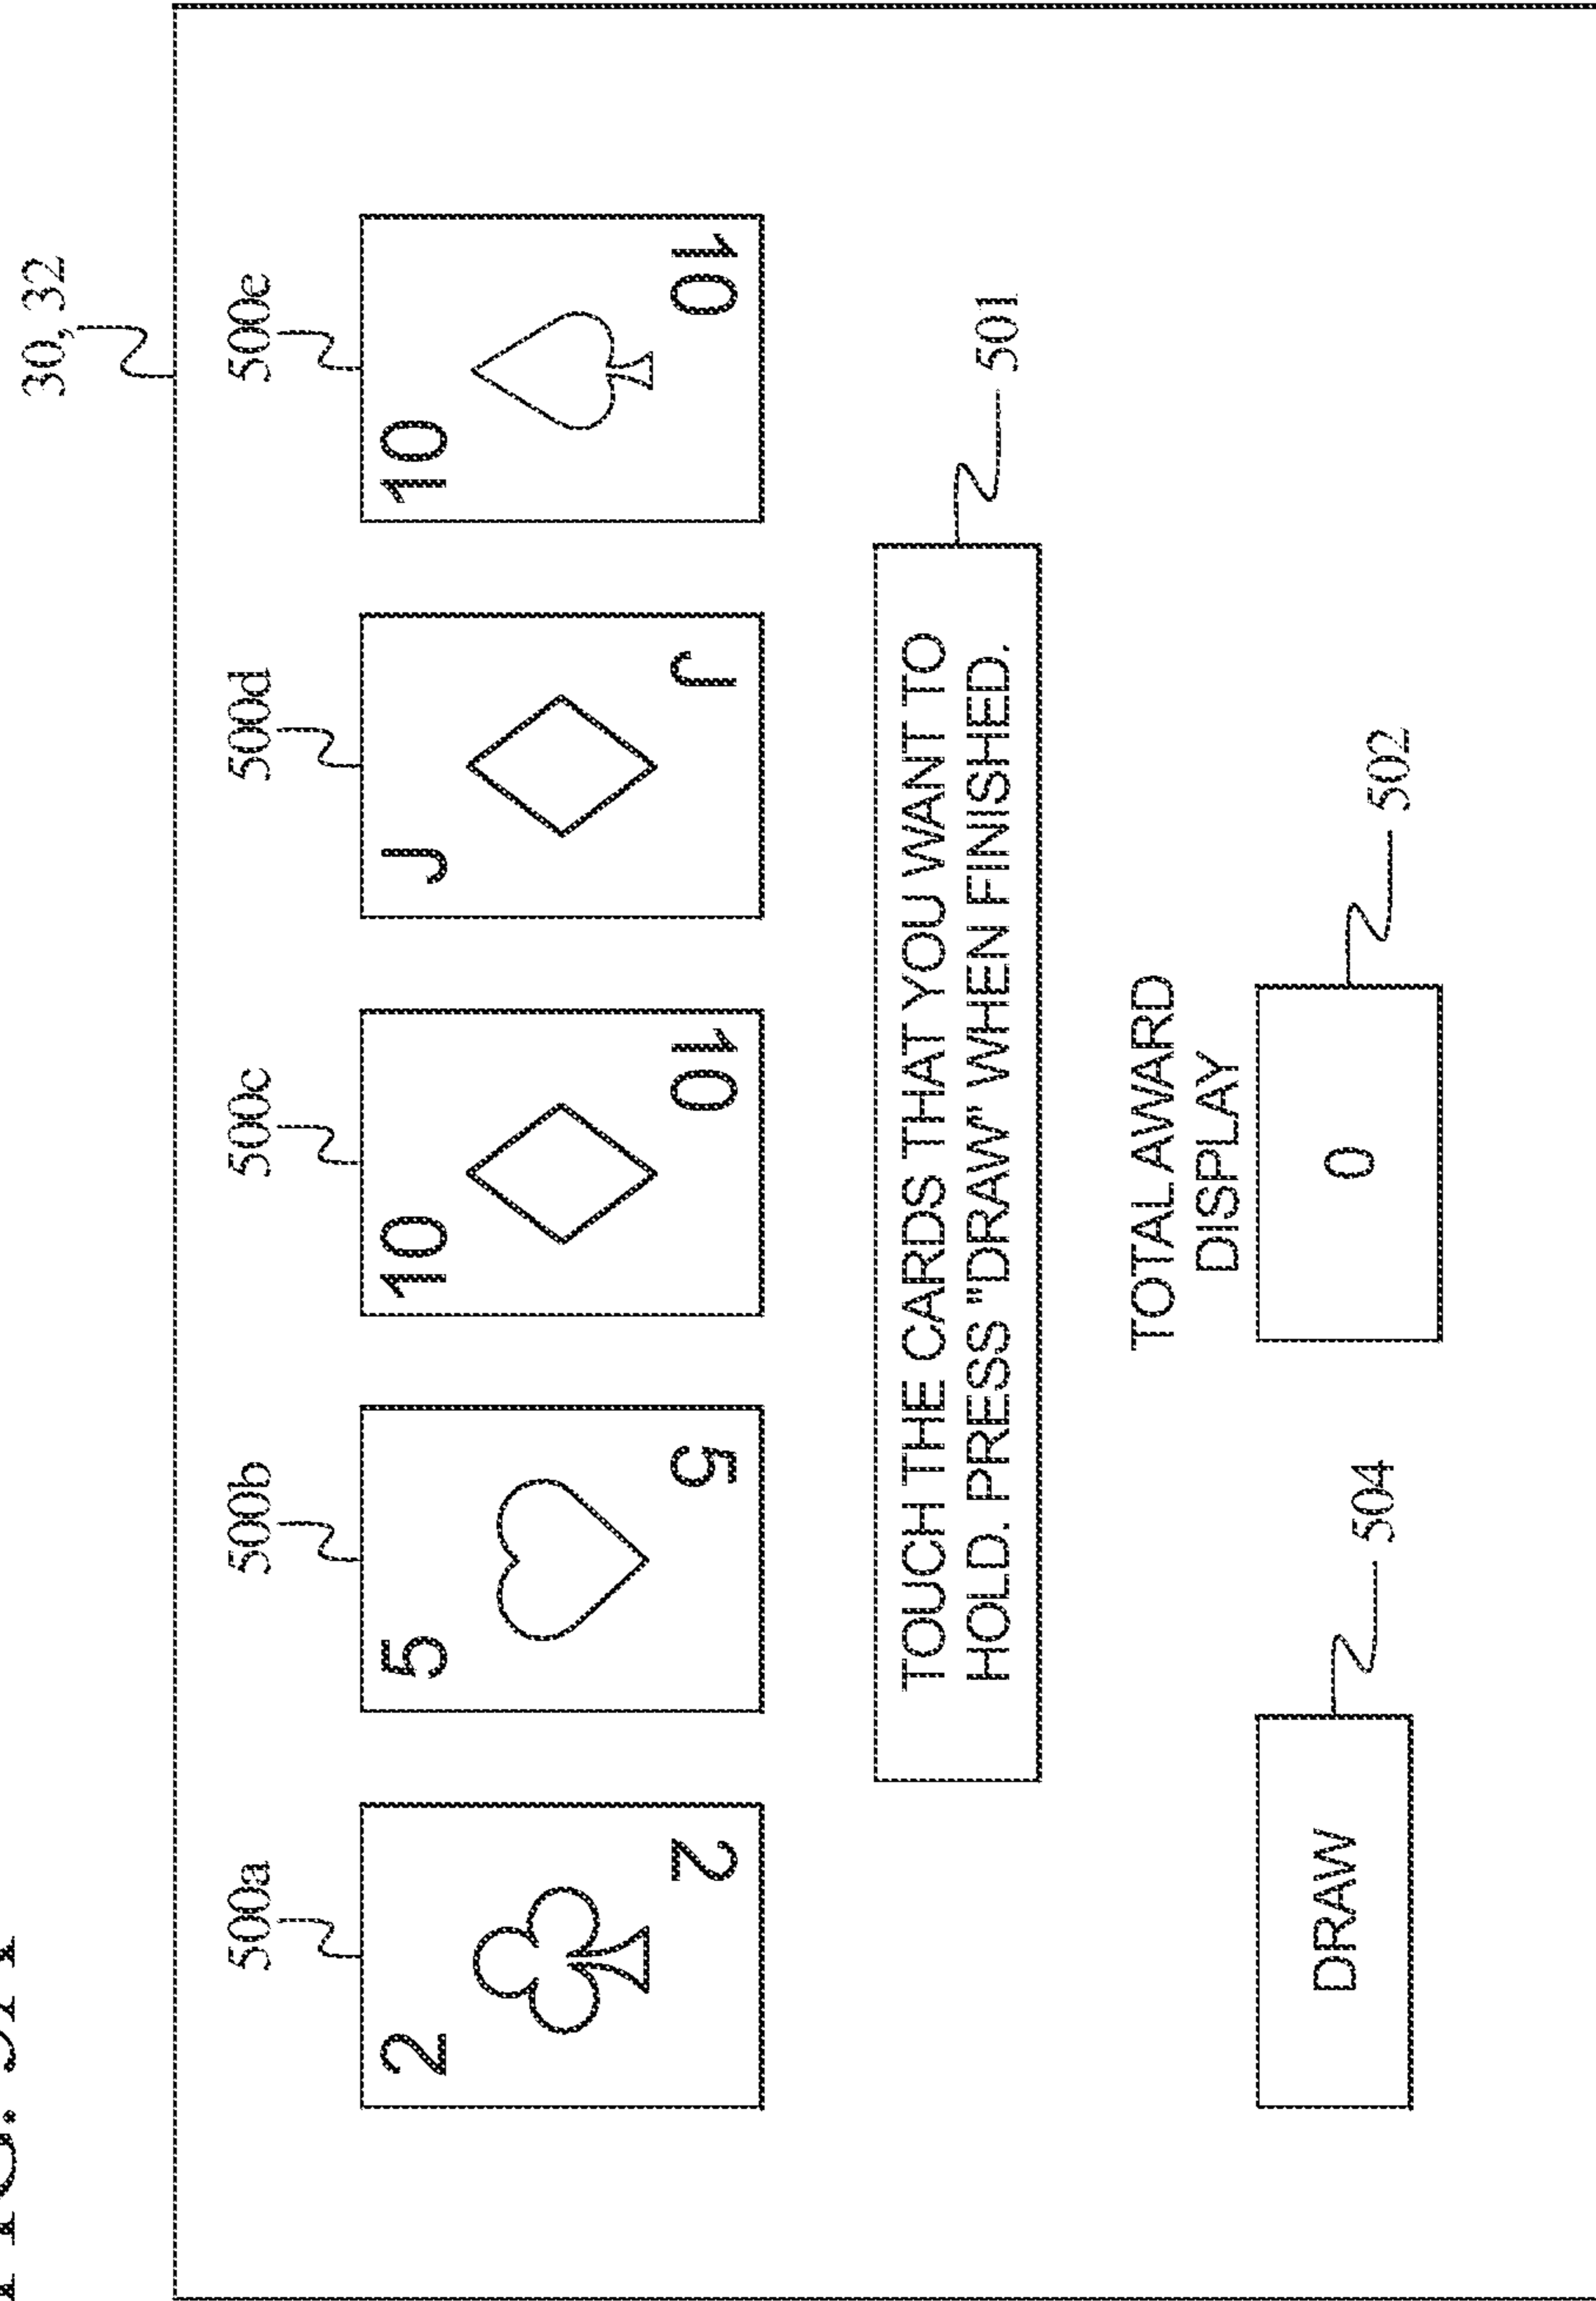 30, 32
500a
500b
500c
500d
500e
2
5
10
J
10
2
5
10
J
10
TOUCH THE CARDS THAT YOU WANT TO
HOLD. PRESS "DRAW" WHEN FINISHED.
501
TOTAL AWARD
DISPLAY
DRAW
504
0
502